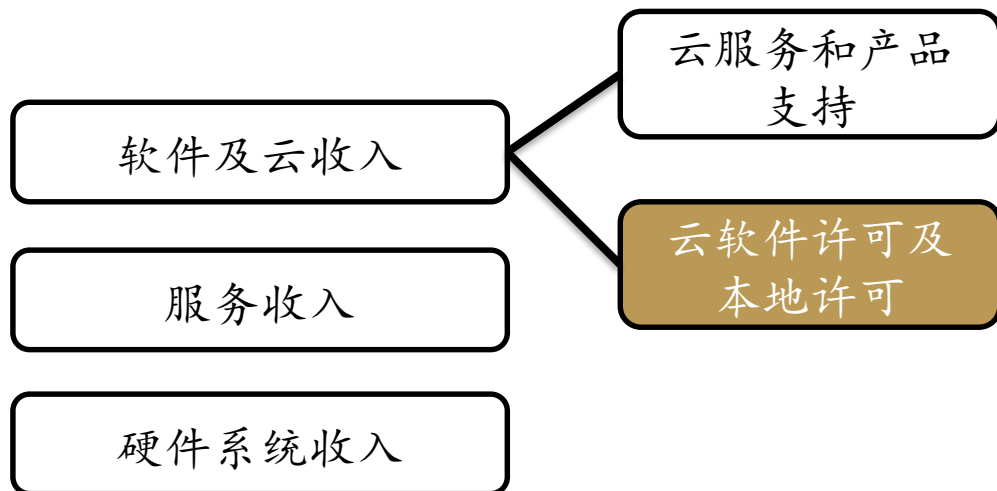 云服务和产品
支持
软件及云收入
云软件许可及
本地许可
服务收入
硬件系统收入